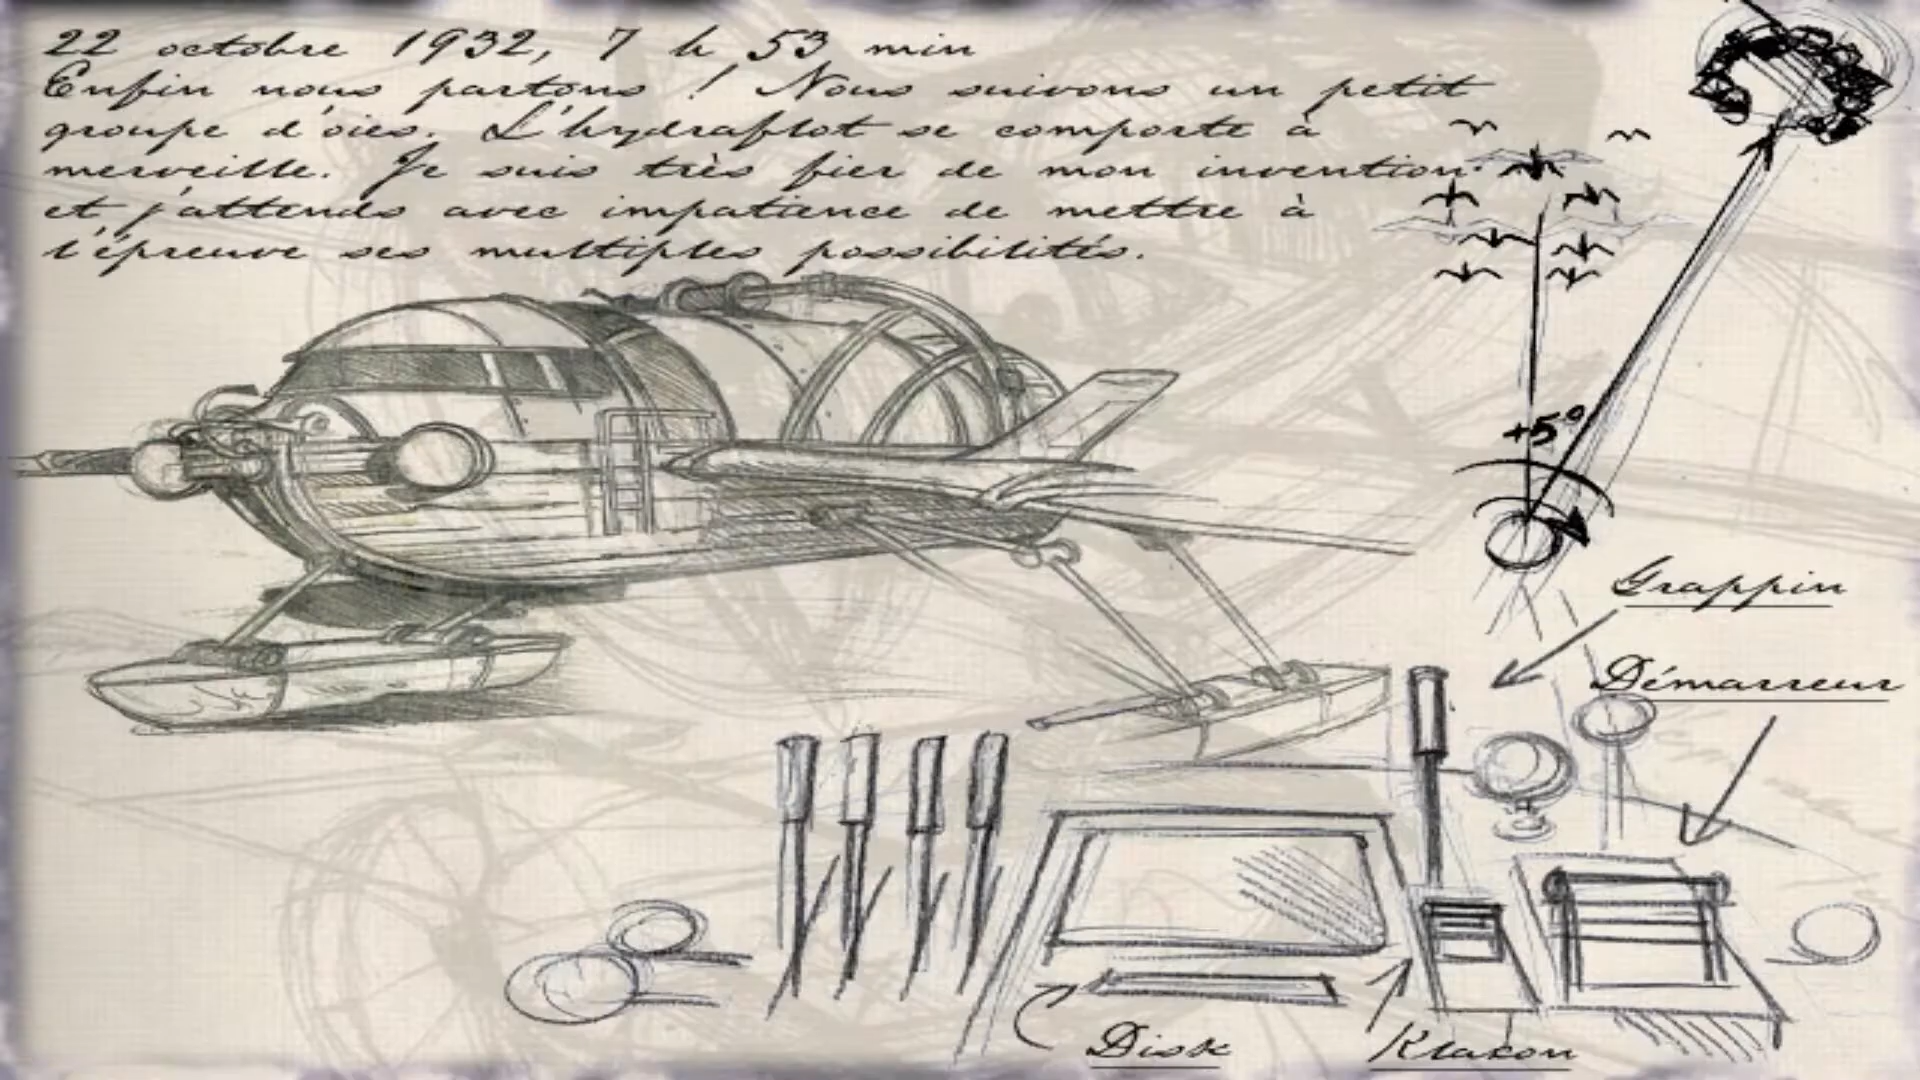 22 octobre 1932, 7 h 53 min
Enfin nous partons ! Nous suivons un petit
groupe d'oies. L'hydraflot se comporte à
merveille. Je suis très fier de mon invention
et j'attends avec impatience de mettre à
l'épreuve ses multiples possibilités.
+5°
Grappin
Démarreur
Disk
Klaxon